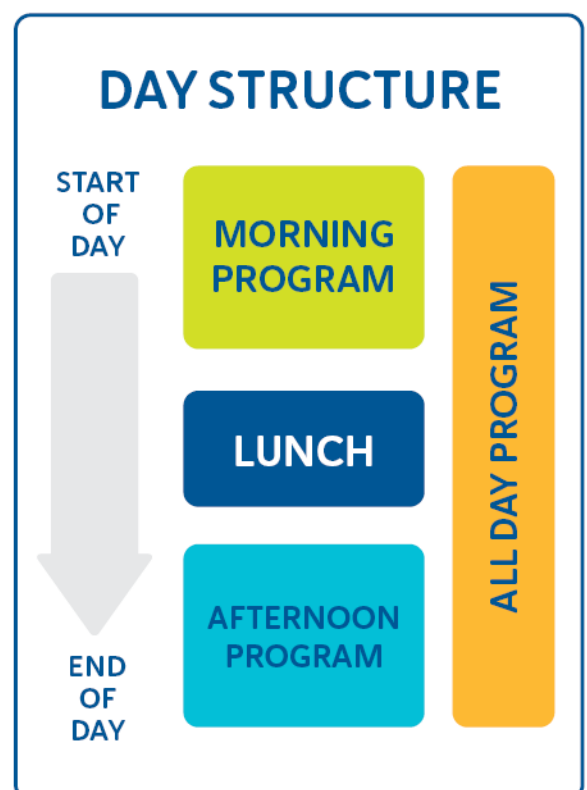 DAY STRUCTURE
START
OF
DAY
MORNING
PROGRAM
LUNCH
AFTERNOON
PROGRAM
END
OF
DAY
ALL DAY PROGRAM